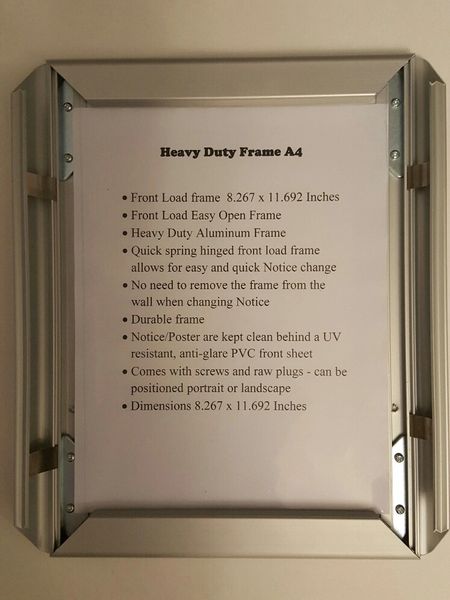 Heavy Duty Frame A4
• Front Load frame 8.267 x 11.692 Inches
• Front Load Easy Open Frame
• Heavy Duty Aluminum Frame
• Quick spring hinged front load frame
allows for easy and quick Notice change
• No need to remove the frame from the
wall when changing Notice
• Durable frame
• Notice/Poster are kept clean behind a UV
resistant, anti-glare PVC front sheet
• Comes with screws and raw plugs - can be
positioned portrait or landscape
• Dimensions 8.267 x 11.692 Inches